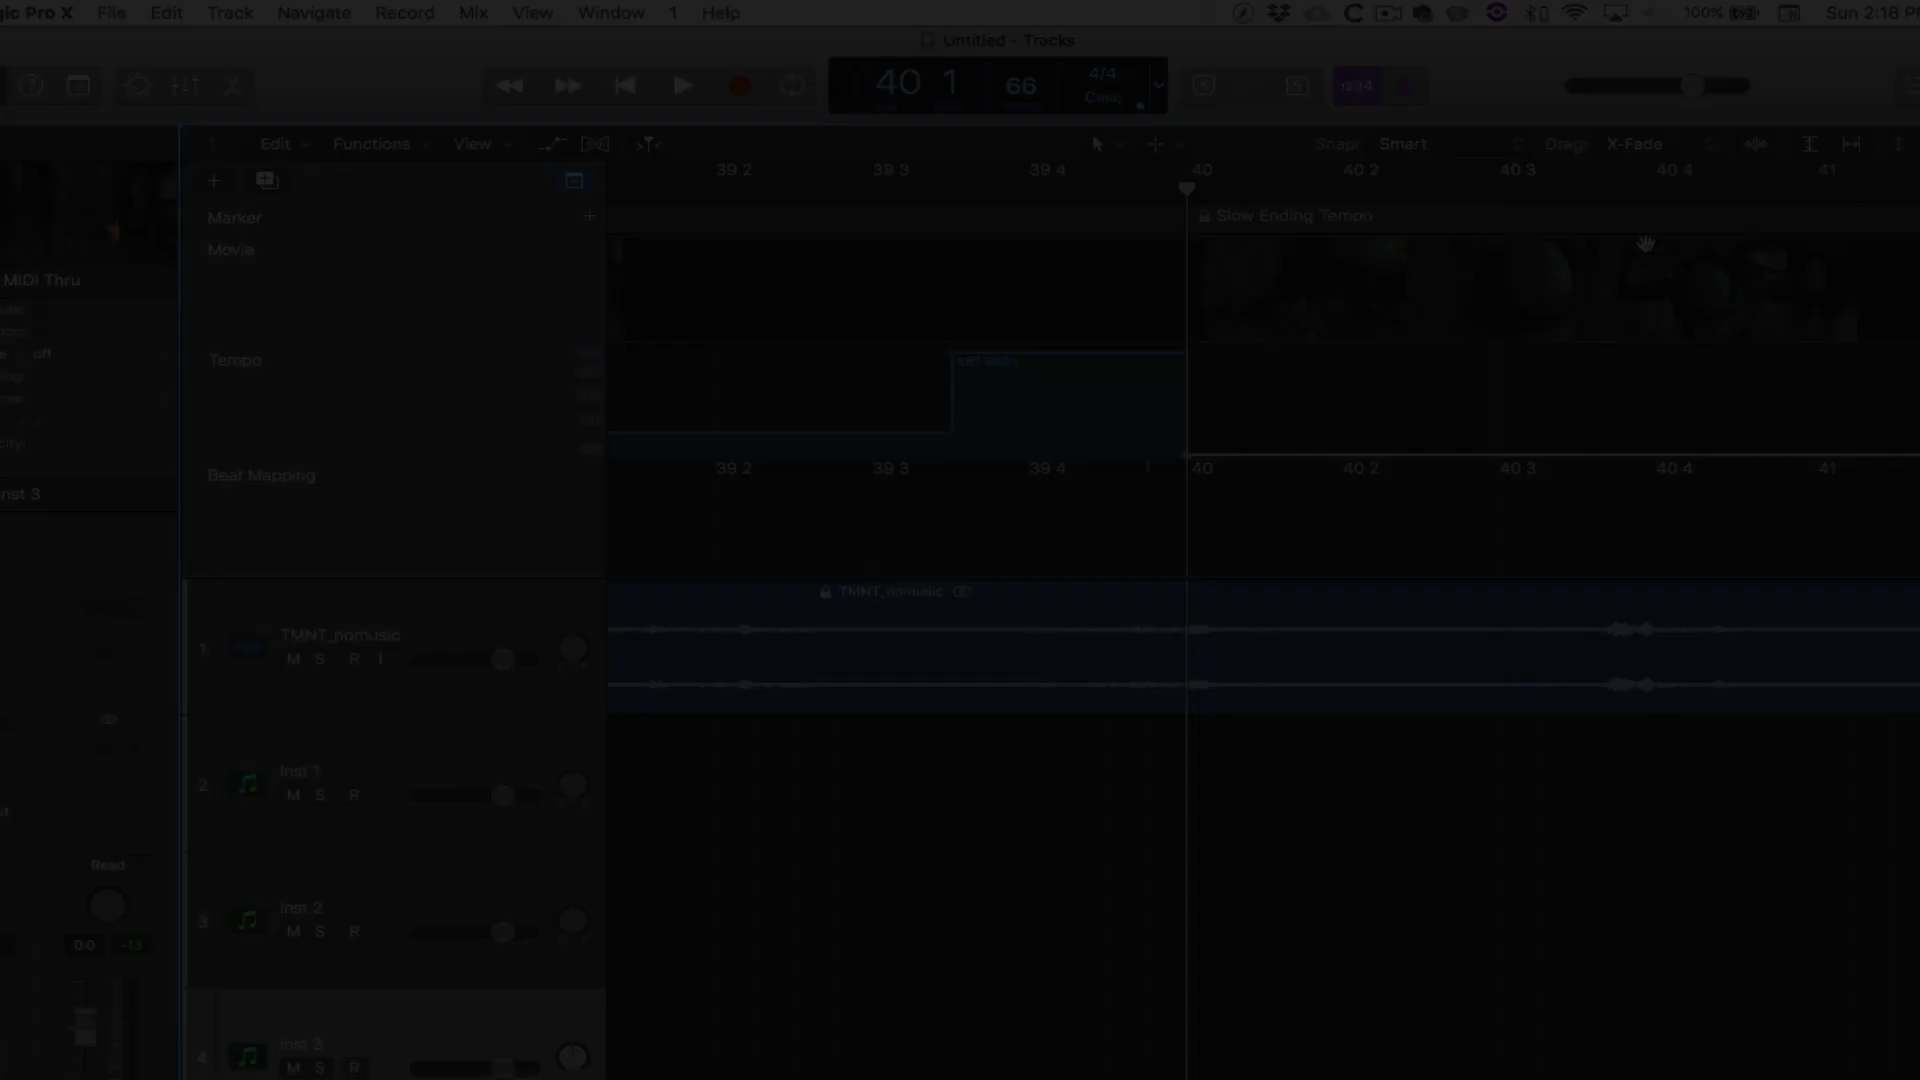 gic Pro X File Edit Track Navigate Record Mix View Window 1 Help 100% Sun 2:18 P
Untitled - Tracks
40 1 66 4/4 Cmaj 1234
Edit Functions View Snap: Smart Drag: X-Fade
39 2 39 3 39 4 40 40 2 40 3 40 4 41
Marker
Slow Ending Tempo
Movie
MIDI Thru
off
Tempo
39 2 39 3 39 4 40 40 2 40 3 40 4 41
Beat Mapping
nst 3
TMNT_nomusic
1 TMNT_nomusic
M S R I
2 Inst 1
M S R
Read
3 Inst 2
M S R
0.0 -13
4 Inst 3
M S R